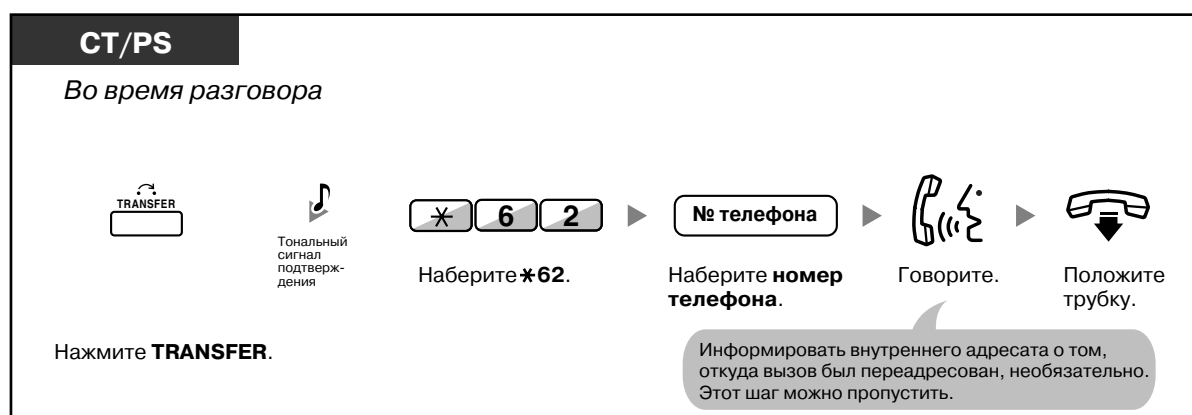 CT/PS
Во время разговора
TRANSFER
Тональный
сигнал
подтверж-
дения
* 6 2
№ телефона
Наберите *62.
Наберите номер
телефона.
Говорите.
Положите
трубку.
Нажмите TRANSFER.
Информировать внутреннего адресата о том,
откуда вызов был переадресован, необязательно.
Этот шаг можно пропустить.